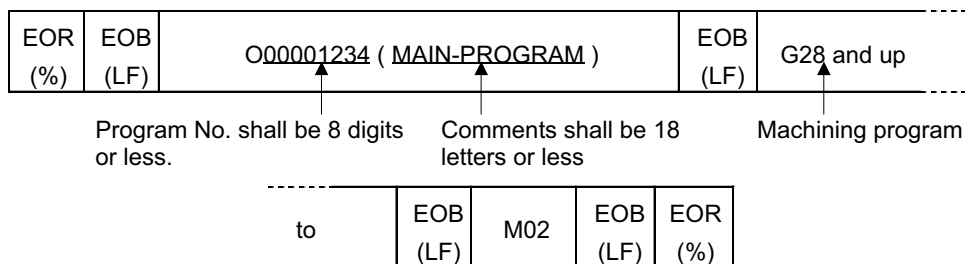 EOR EOB O00001234 ( MAIN-PROGRAM ) EOB G28 and up
(%) (LF) (LF)
Program No. shall be 8 digits Comments shall be 18 Machining program
or less. letters or less
to EOB M02 EOB EOR
(LF) (LF) (%)